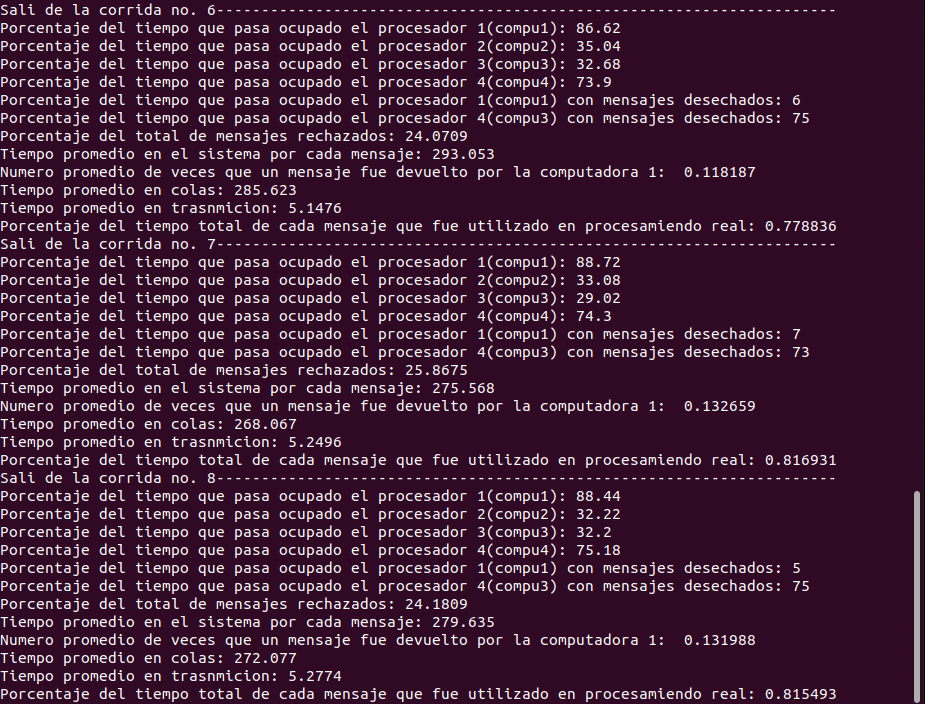 Sali de la corrida no. 6---------------------------------------------------------------------
Porcentaje del tiempo que pasa ocupado el procesador 1(compu1): 86.62
Porcentaje del tiempo que pasa ocupado el procesador 2(compu2): 35.04
Porcentaje del tiempo que pasa ocupado el procesador 3(compu3): 32.68
Porcentaje del tiempo que pasa ocupado el procesador 4(compu4): 73.9
Porcentaje del tiempo que pasa ocupado el procesador 1(compu1) con mensajes desechados: 6
Porcentaje del tiempo que pasa ocupado el procesador 4(compu3) con mensajes desechados: 75
Porcentaje del total de mensajes rechazados: 24.0709
Tiempo promedio en el sistema por cada mensaje: 293.053
Numero promedio de veces que un mensaje fue devuelto por la computadora 1:  0.118187
Tiempo promedio en colas: 285.623
Tiempo promedio en trasnmicion: 5.1476
Porcentaje del tiempo total de cada mensaje que fue utilizado en procesamiendo real: 0.778836
Sali de la corrida no. 7---------------------------------------------------------------------
Porcentaje del tiempo que pasa ocupado el procesador 1(compu1): 88.72
Porcentaje del tiempo que pasa ocupado el procesador 2(compu2): 33.08
Porcentaje del tiempo que pasa ocupado el procesador 3(compu3): 29.02
Porcentaje del tiempo que pasa ocupado el procesador 4(compu4): 74.3
Porcentaje del tiempo que pasa ocupado el procesador 1(compu1) con mensajes desechados: 7
Porcentaje del tiempo que pasa ocupado el procesador 4(compu3) con mensajes desechados: 73
Porcentaje del total de mensajes rechazados: 25.8675
Tiempo promedio en el sistema por cada mensaje: 275.568
Numero promedio de veces que un mensaje fue devuelto por la computadora 1:  0.132659
Tiempo promedio en colas: 268.067
Tiempo promedio en trasnmicion: 5.2496
Porcentaje del tiempo total de cada mensaje que fue utilizado en procesamiendo real: 0.816931
Sali de la corrida no. 8---------------------------------------------------------------------
Porcentaje del tiempo que pasa ocupado el procesador 1(compu1): 88.44
Porcentaje del tiempo que pasa ocupado el procesador 2(compu2): 32.22
Porcentaje del tiempo que pasa ocupado el procesador 3(compu3): 32.2
Porcentaje del tiempo que pasa ocupado el procesador 4(compu4): 75.18
Porcentaje del tiempo que pasa ocupado el procesador 1(compu1) con mensajes desechados: 5
Porcentaje del tiempo que pasa ocupado el procesador 4(compu3) con mensajes desechados: 75
Porcentaje del total de mensajes rechazados: 24.1809
Tiempo promedio en el sistema por cada mensaje: 279.635
Numero promedio de veces que un mensaje fue devuelto por la computadora 1:  0.131988
Tiempo promedio en colas: 272.077
Tiempo promedio en trasnmicion: 5.2774
Porcentaje del tiempo total de cada mensaje que fue utilizado en procesamiendo real: 0.815493